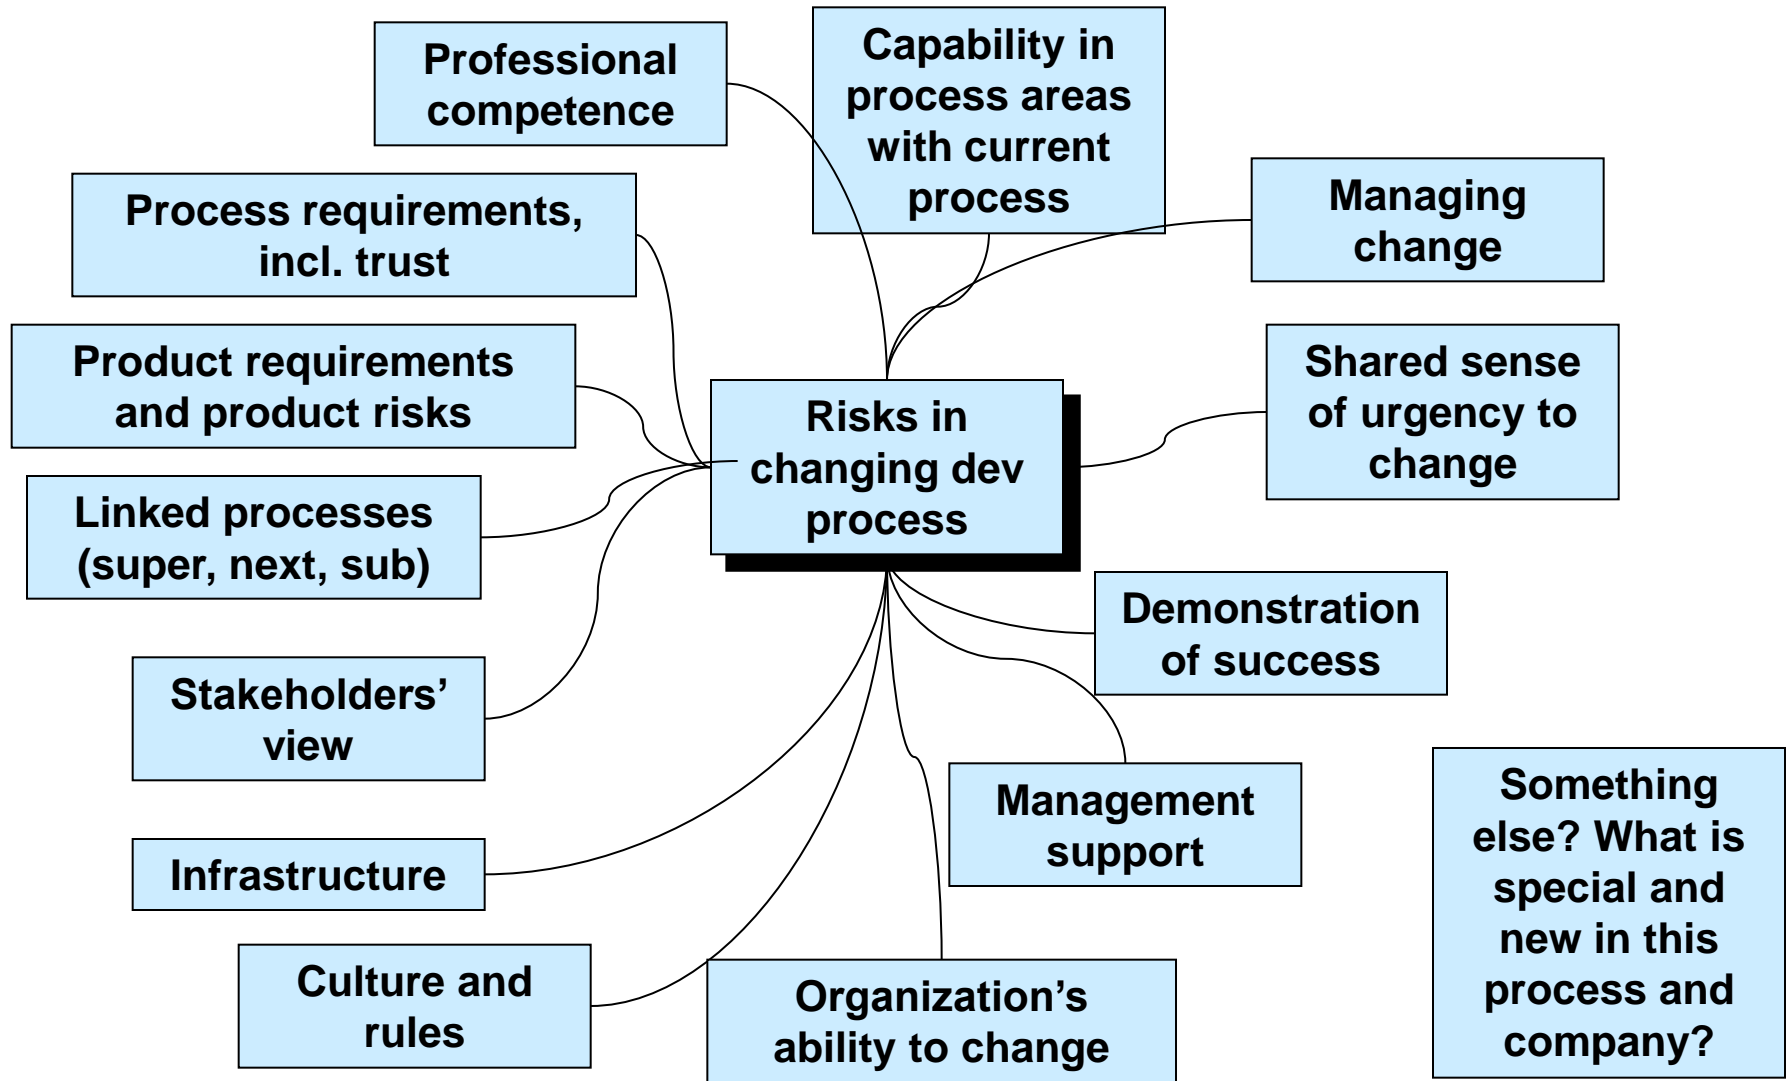 Professional
competence
Capability in
process areas
with current
process
Managing
change
Process requirements,
incl. trust
Product requirements
and product risks
Shared sense
of urgency to
change
Risks in
changing dev
process
Linked processes
(super, next, sub)
Demonstration
of success
Stakeholders’
view
Management
support
Something
else? What is
special and
new in this
process and
company?
Infrastructure
Culture and
rules
Organization’s
ability to change